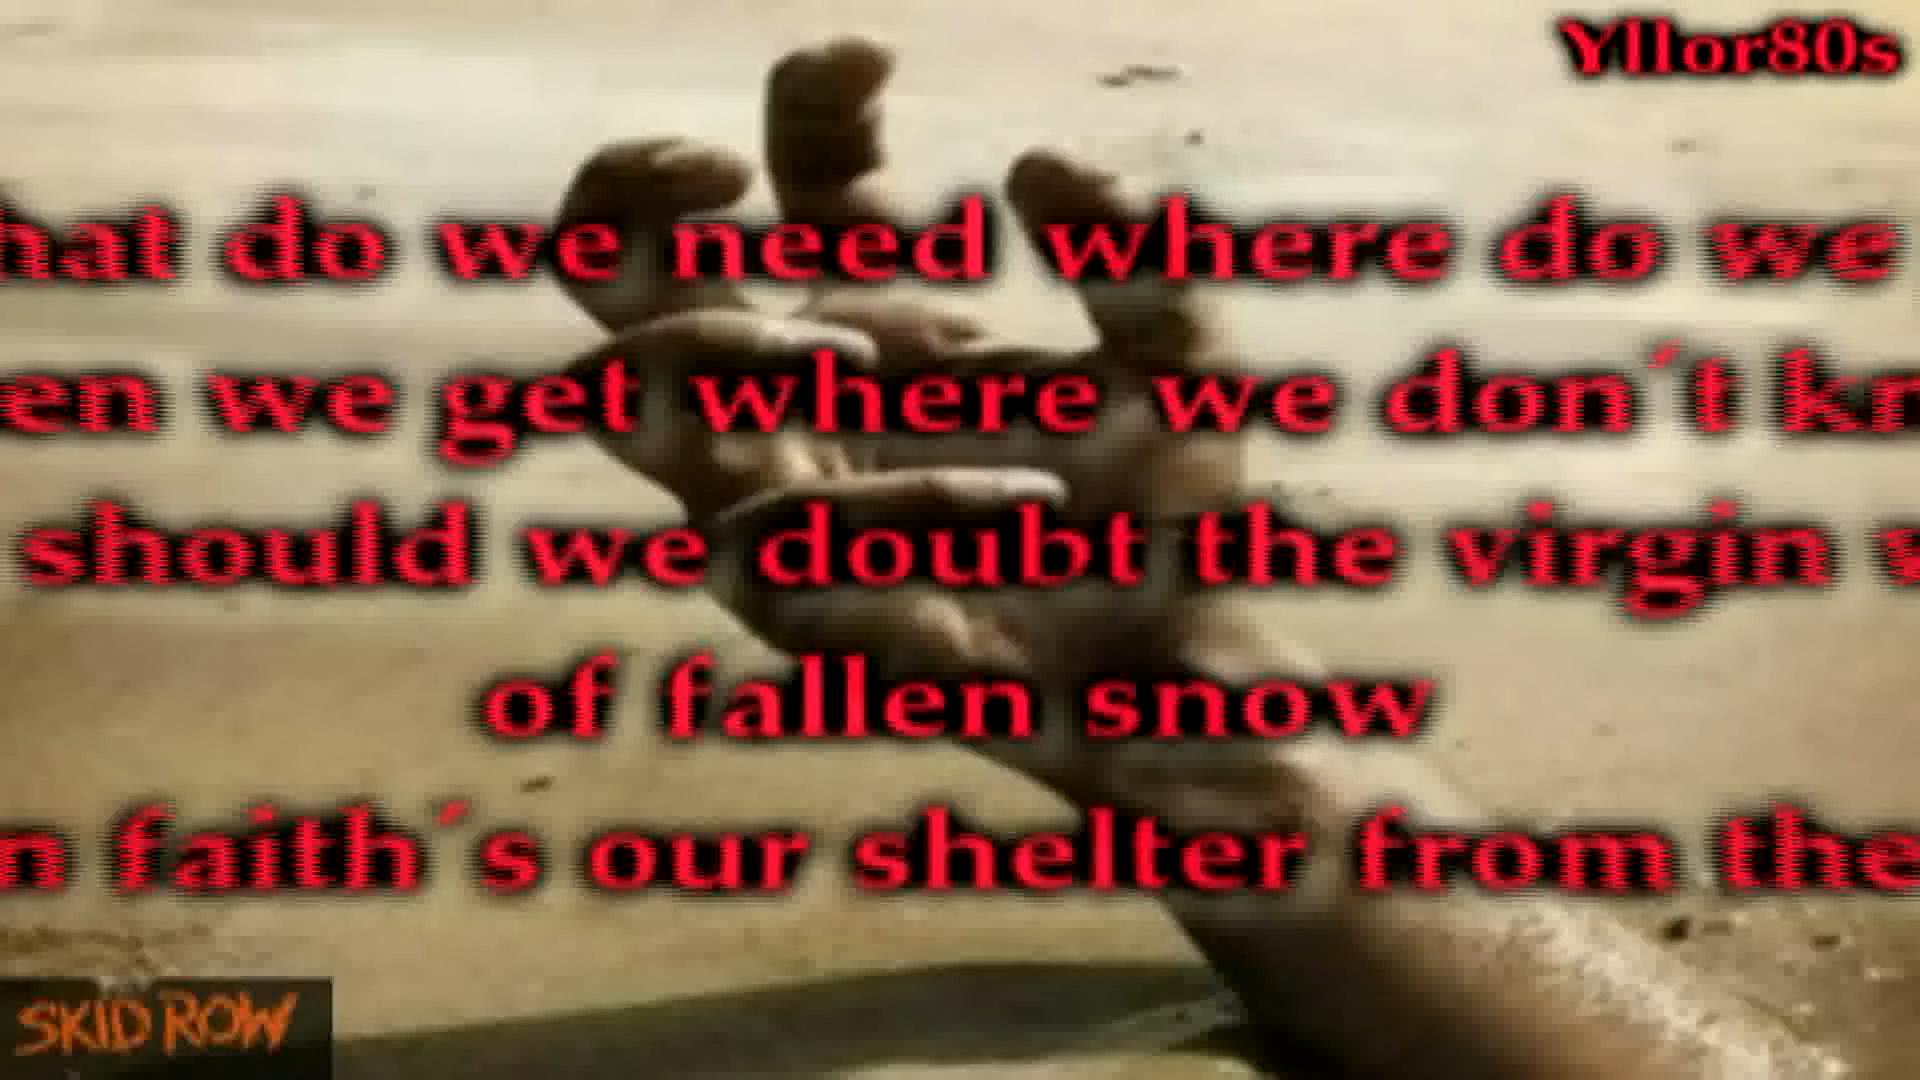 Yllor80s
hat do we need where do we
en we get where we don´t kn
should we doubt the virgin w
of fallen snow
n faith´s our shelter from the
SKID ROW